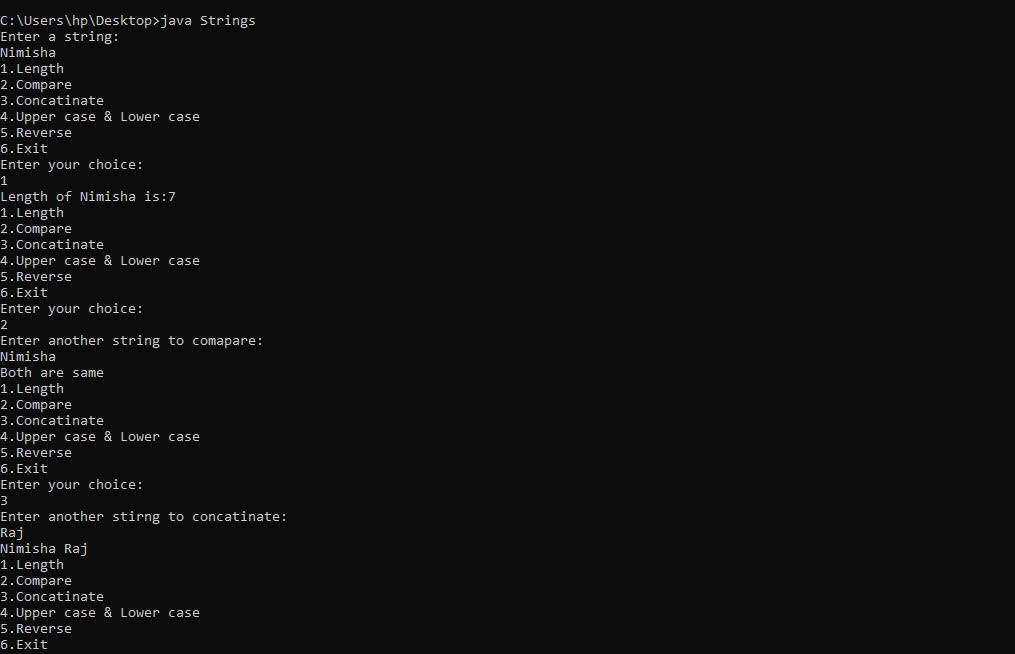 C:\Users\hp\Desktop>java Strings
Enter a string:
Nimisha
1.Length
2.Compare
3.Concatinate
4.Upper case & Lower case
5.Reverse
6.Exit
Enter your choice:
1
Length of Nimisha is:7
1.Length
2.Compare
3.Concatinate
4.Upper case & Lower case
5.Reverse
6.Exit
Enter your choice:
2
Enter another string to comapare:
Nimisha
Both are same
1.Length
2.Compare
3.Concatinate
4.Upper case & Lower case
5.Reverse
6.Exit
Enter your choice:
3
Enter another stirng to concatinate:
Raj
Nimisha Raj
1.Length
2.Compare
3.Concatinate
4.Upper case & Lower case
5.Reverse
6.Exit